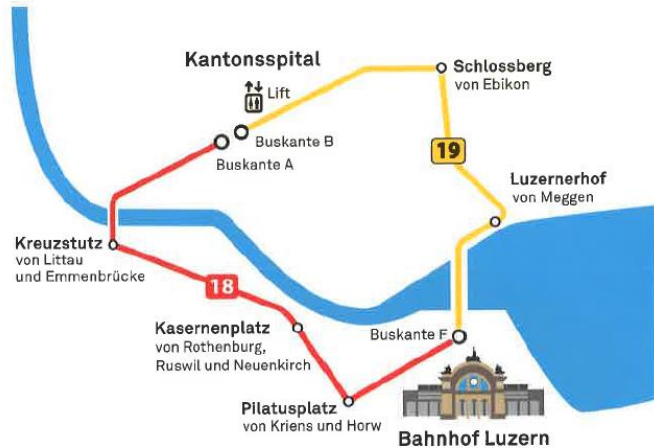 Kantonsspital
Lift
Buskante B
Buskante A
Schlossberg
von Ebikon
19
Luzernerhof
von Meggen
Kreuzstutz
von Littau
und Emmenbrücke
18
Kasernenplatz
von Rothenburg,
Ruswil und Neuenkirch
Buskante F
Pilatusplatz
von Kriens und Horw
Bahnhof Luzern